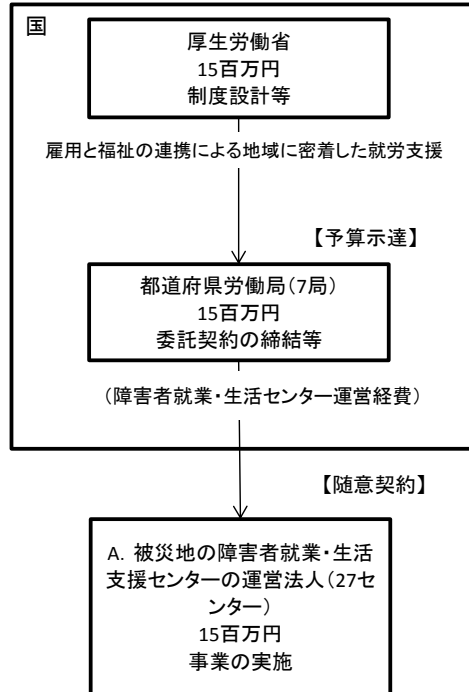 国
厚生労働省
15百万円
制度設計等
雇用と福祉の連携による地域に密着した就労支援
【予算示達】
都道府県労働局(7局)
15百万円
委託契約の締結等
(障害者就業・生活センター運営経費)
【随意契約】
A. 被災地の障害者就業・生活
支援センターの運営法人(27セ
ンター)
15百万円
事業の実施